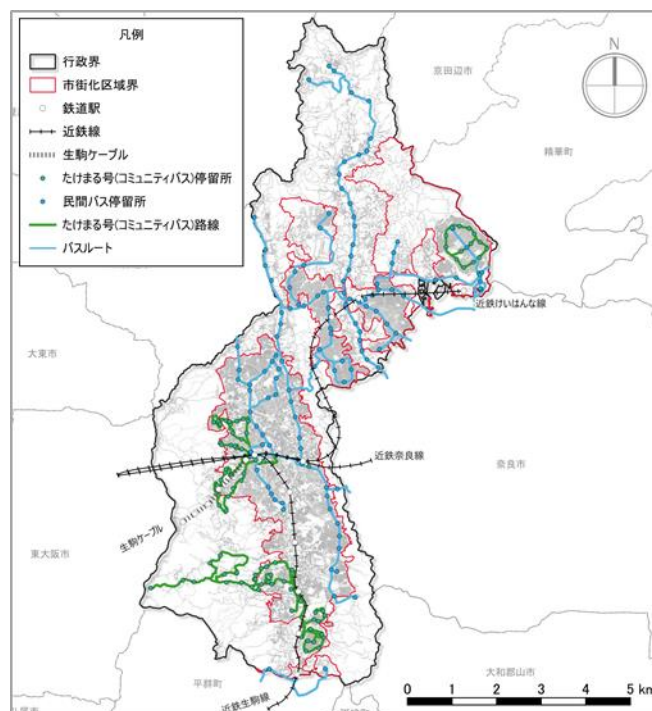 凡例
行政界
市街化区域界
鉄道駅
近鉄線
生駒ケーブル
たけまる号(コミュニティバス)停留所
民間バス停留所
たけまる号(コミュニティバス)路線
バスルート
N
京田辺市
精華町
近鉄けいはんな線
大東市
近鉄奈良線
奈良市
生駒ケーブル
東大阪市
平群町
大和郡山市
近鉄生駒線
0 1 2 3 4 5 km